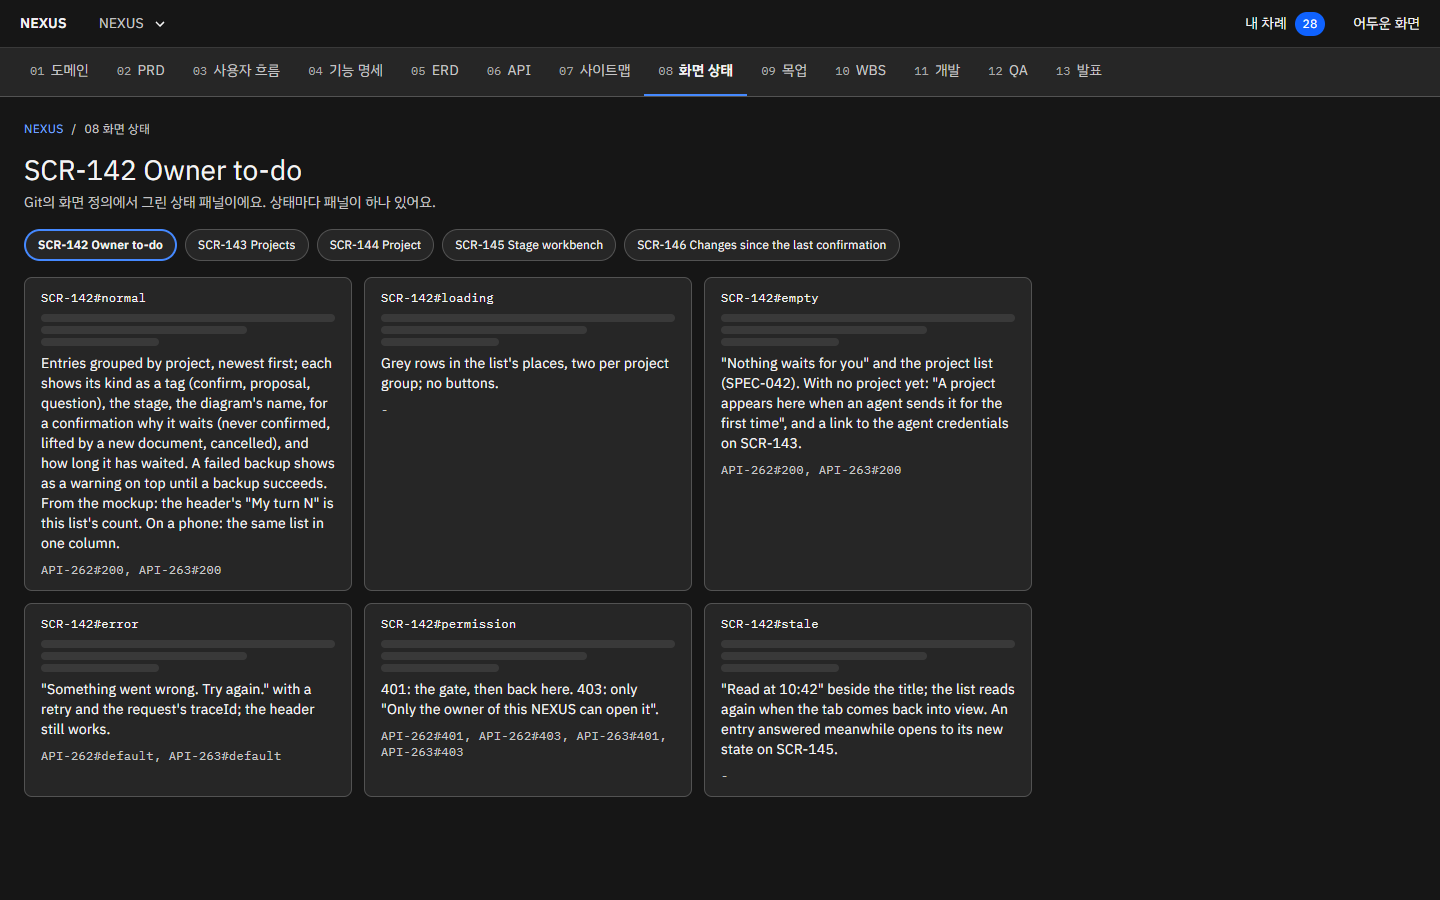 NEXUS NEXUS 내 차례 28 어두운 화면
01 도메인 02 PRD 03 사용자 흐름 04 기능 명세 05 ERD 06 API 07 사이트맵 08 화면 상태 09 목업 10 WBS 11 개발 12 QA 13 발표
NEXUS / 08 화면 상태
SCR-142 Owner to-do
Git의 화면 정의에서 그린 상태 패널이에요. 상태마다 패널이 하나 있어요.
SCR-142 Owner to-do SCR-143 Projects SCR-144 Project SCR-145 Stage workbench SCR-146 Changes since the last confirmation
SCR-142#normal
Entries grouped by project, newest first; each
shows its kind as a tag (confirm, proposal,
question), the stage, the diagram's name, for
a confirmation why it waits (never confirmed,
lifted by a new document, cancelled), and
how long it has waited. A failed backup shows
as a warning on top until a backup succeeds.
From the mockup: the header's "My turn N" is
this list's count. On a phone: the same list in
one column.
API-262#200, API-263#200
SCR-142#loading
Grey rows in the list's places, two per project
group; no buttons.
-
SCR-142#empty
"Nothing waits for you" and the project list
(SPEC-042). With no project yet: "A project
appears here when an agent sends it for the
first time", and a link to the agent credentials
on SCR-143.
API-262#200, API-263#200
SCR-142#error
"Something went wrong. Try again." with a
retry and the request's traceId; the header
still works.
API-262#default, API-263#default
SCR-142#permission
401: the gate, then back here. 403: only
"Only the owner of this NEXUS can open it".
API-262#401, API-262#403, API-263#401,
API-263#403
SCR-142#stale
"Read at 10:42" beside the title; the list reads
again when the tab comes back into view. An
entry answered meanwhile opens to its new
state on SCR-145.
-